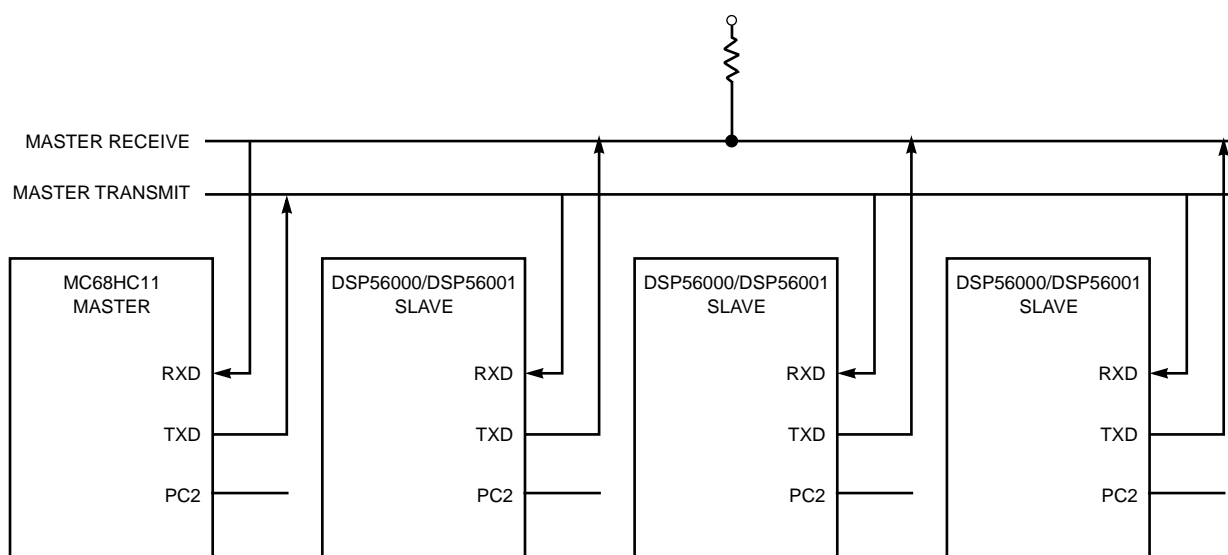 MASTER RECEIVE
MASTER TRANSMIT
MC68HC11
MASTER
RXD
TXD
PC2
DSP56000/DSP56001
SLAVE
RXD
TXD
PC2
DSP56000/DSP56001
SLAVE
RXD
TXD
PC2
DSP56000/DSP56001
SLAVE
RXD
TXD
PC2